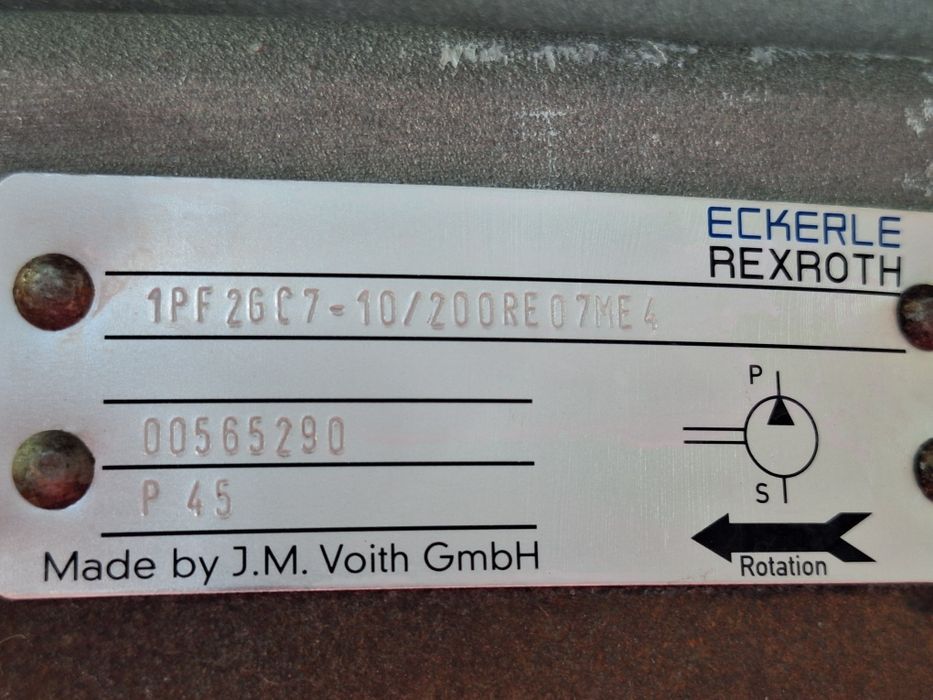 ECKERLE
REXROTH
1PF2GC7-10/200RE07ME4
00565290
P 45
P
S
Made by J.M. Voith GmbH
Rotation